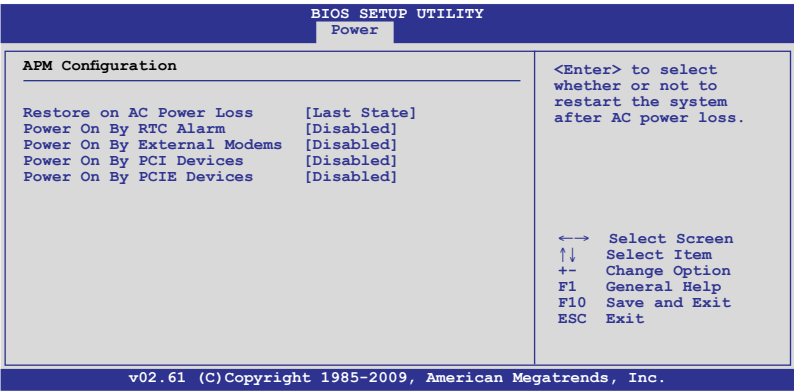 BIOS SETUP UTILITY
Power
APM Configuration
Restore on AC Power Loss [Last State]
Power On By RTC Alarm [Disabled]
Power On By External Modems [Disabled]
Power On By PCI Devices [Disabled]
Power On By PCIE Devices [Disabled]
<Enter> to select
whether or not to
restart the system
after AC power loss.
←→ Select Screen
↑↓ Select Item
+- Change Option
F1 General Help
F10 Save and Exit
ESC Exit
v02.61 (C)Copyright 1985-2009, American Megatrends, Inc.